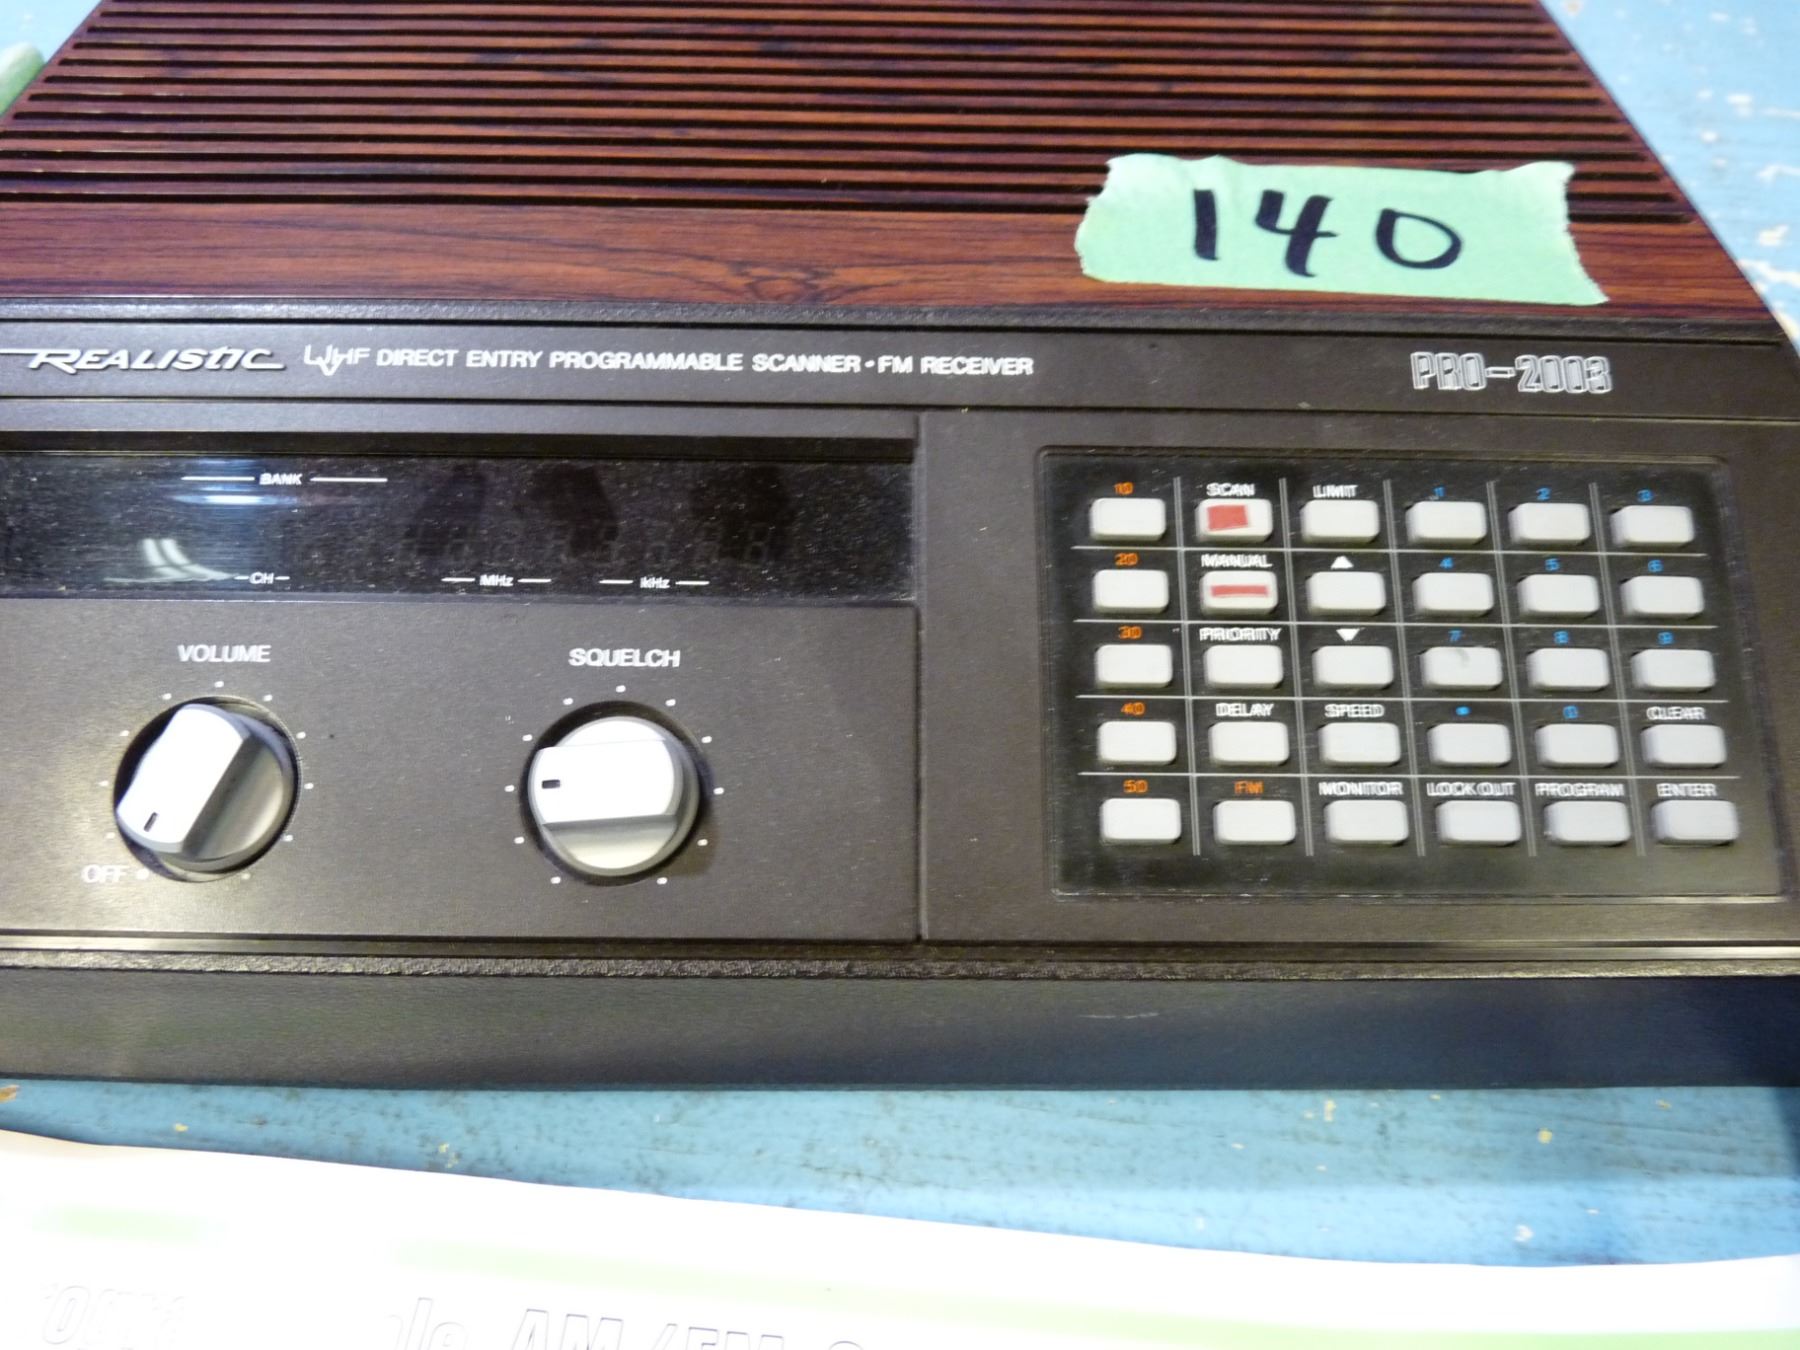 140
REALISTIC U/VHF DIRECT ENTRY PROGRAMMABLE SCANNER • FM RECEIVER PRO-2003
BANK
CH MHz kHz
VOLUME SQUELCH
OFF
10 SCAN LIMIT 1 2 3
20 MANUAL ▲ 4 5 6
30 PRIORITY ▼ 7 8 9
40 DELAY SPEED • 0 CLEAR
50 FM MONITOR LOCK OUT PROGRAM ENTER
AM/FM